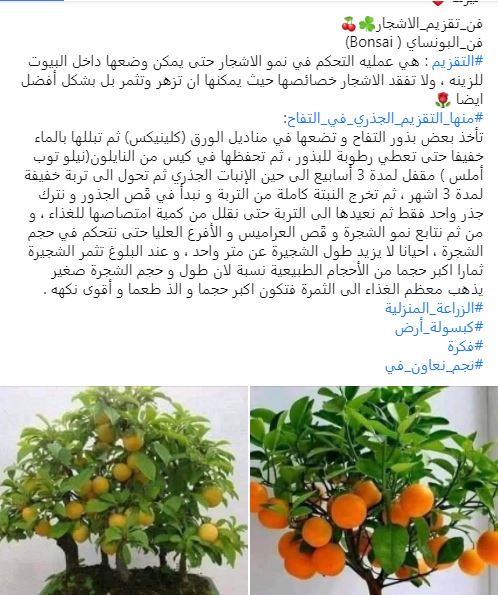 #فن_تقزيم_الاشجار☘️🍒
#فن_البونساي ( Bonsai)
#التقزيم : هي عمليه التحكم في نمو الاشجار حتى يمكن وضعها داخل البيوت
للزينه ، ولا تفقد الاشجار خصائصها حيث يمكنها ان تزهر وتثمر بل بشكل أفضل
ايضا 🌹
#منها_التقزيم_الجذري_في_التفاح:
تأخذ بعض بذور التفاح و تضعها في مناديل الورق (كلينيكس) ثم تبللها بالماء
خفيفا حتى تعطي رطوبة للبذور ، ثم تحفظها في كيس من النايلون(نيلو توب
أملس ) مقفل لمدة 3 أسابيع الى حين الإنبات الجذري ثم تحول الى تربة خفيفة
لمدة 3 اشهر ، ثم تخرج النبتة كاملة من التربة و نبدأ في قَص الجذور و نترك
جذر واحد فقط ثم نعيدها الى التربة حتى نقلل من كمية امتصاصها للغذاء ، و
من ثم نتابع نمو الشجرة و قَص العراميس و الأفرع العليا حتى نتحكم في حجم
الشجرة ، احيانا لا يزيد طول الشجيرة عن متر واحد ، و عند البلوغ تثمر الشجيرة
ثمارا اكبر حجما من الأحجام الطبيعية نسبة لان طول و حجم الشجرة صغير
يذهب معظم الغذاء الى الثمرة فتكون اكبر حجما و الذ طعما و أقوى نكهه .
#الزراعة_المنزلية
#كبسولة_أرض
#فكرة
#نجم_نعاون_في